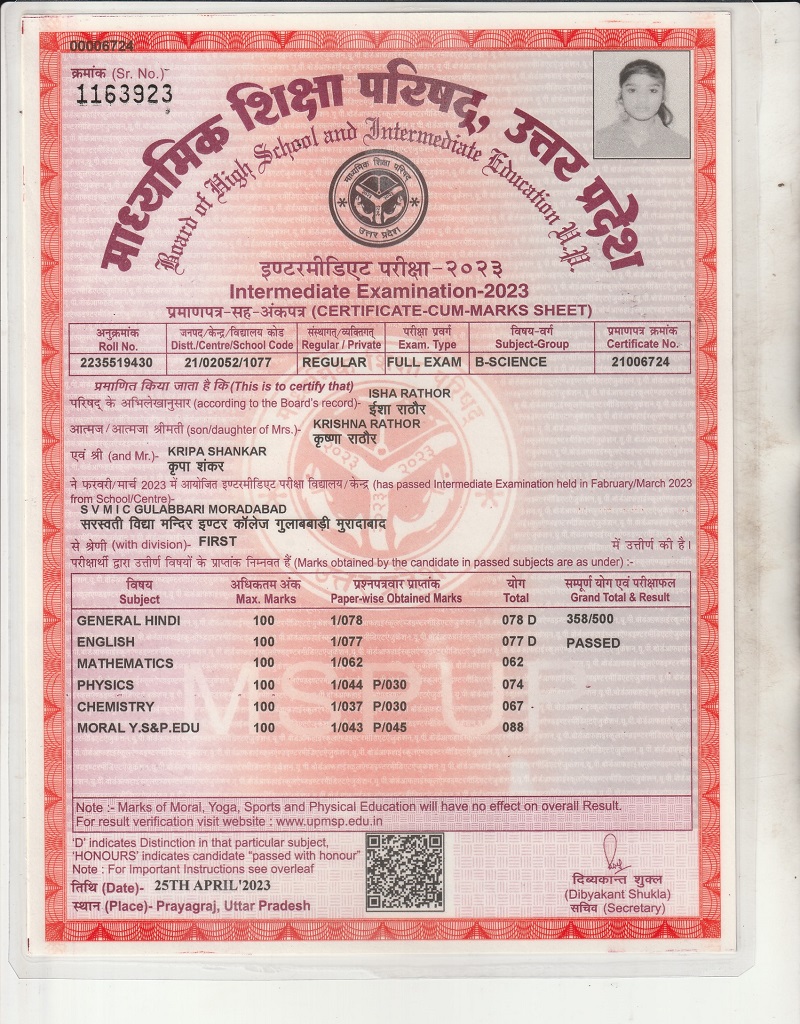 00006724
क्रमांक (Sr. No.)-
1163923
माध्यमिक शिक्षा परिषद्, उत्तर प्रदेश
Board of High School and Intermediate Education U.P.
माध्यमिक शिक्षा परिषद
उत्तर प्रदेश
इण्टरमीडिएट परीक्षा-२०२३
Intermediate Examination-2023
प्रमाणपत्र-सह-अंकपत्र (CERTIFICATE-CUM-MARKS SHEET)
अनुक्रमांक जनपद/केन्द्र/विद्यालय कोड संस्थागत/व्यक्तिगत परीक्षा प्रवर्ग विषय-वर्ग प्रमाणपत्र क्रमांक
Roll No. Distt./Centre/School Code Regular / Private Exam. Type Subject-Group Certificate No.
2235519430 21/02052/1077 REGULAR FULL EXAM B-SCIENCE 21006724
प्रमाणित किया जाता है कि (This is to certify that)
परिषद् के अभिलेखानुसार (according to the Board's record)- ISHA RATHOR
ईशा राठौर
आत्मज/आत्मजा श्रीमती (son/daughter of Mrs.)- KRISHNA RATHOR
कृष्णा राठौर
एवं श्री (and Mr.)- KRIPA SHANKAR
कृपा शंकर
ने फरवरी/मार्च 2023 में आयोजित इण्टरमीडिएट परीक्षा विद्यालय/केन्द्र (has passed Intermediate Examination held in Fabruary/March 2023
from School/Centre)-
S V M I C GULABBARI MORADABAD
सरस्वती विद्या मन्दिर इण्टर कॉलेज गुलाबबाड़ी मुरादाबाद
से श्रेणी (with division)- FIRST में उत्तीर्ण की है।
परीक्षार्थी द्वारा उत्तीर्ण विषयों के प्राप्तांक निम्नवत हैं (Marks obtained by the candidate in passed subjects are as under) :-
विषय अधिकतम अंक प्रश्नपत्रवार प्राप्तांक योग सम्पूर्ण योग एवं परीक्षाफल
Subject Max. Marks Paper-wise Obtained Marks Total Grand Total & Result
GENERAL HINDI 100 1/078 078 D 358/500
ENGLISH 100 1/077 077 D PASSED
MATHEMATICS 100 1/062 062
PHYSICS 100 1/044 P/030 074
CHEMISTRY 100 1/037 P/030 067
MORAL Y.S&P.EDU 100 1/043 P/045 088
MSPUP
Note :- Marks of Moral, Yoga, Sports and Physical Education will have no effect on overall Result.
For result verification visit website : www.upmsp.edu.in
'D' indicates Distinction in that particular subject,
'HONOURS' indicates candidate "passed with honour"
Note : For Important Instructions see overleaf
तिथि (Date)- 25TH APRIL'2023
स्थान (Place)- Prayagraj, Uttar Pradesh
दिव्यकान्त शुक्ल
(Dibyakant Shukla)
सचिव (Secretary)